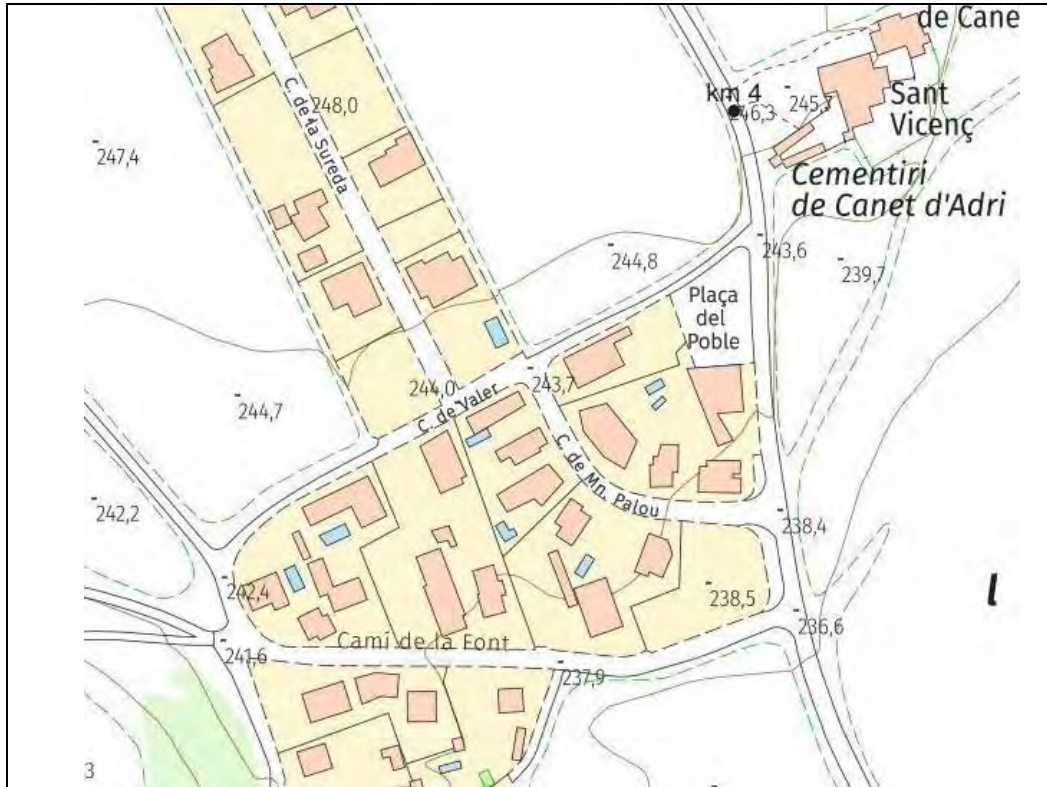 de Cane
km 4
246,3
245,7
Sant
Vicenç
248,0
C. de la Sureda
247,4
Cementiri
de Canet d'Adri
243,6
244,8
239,7
Plaça
del
Poble
244,0
243,7
C. de Valer
244,7
C. de Mn. Palou
242,2
238,4
242,4
238,5
l
236,6
Camí de la Font
241,6
237,9
3